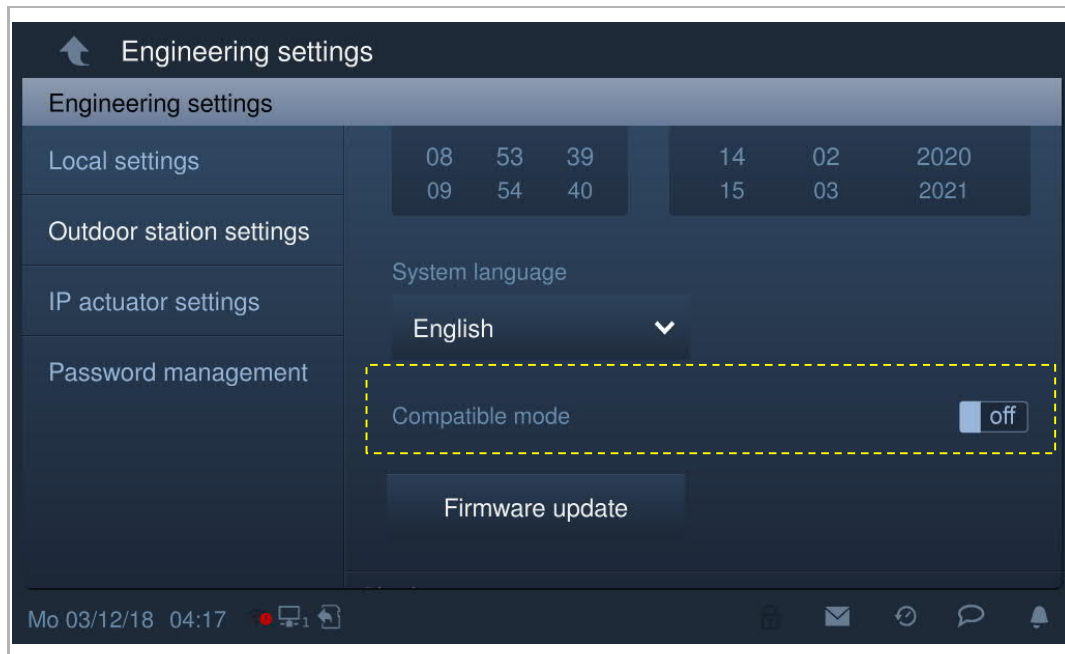 Engineering settings
Engineering settings
Local settings
Outdoor station settings
IP actuator settings
Password management
08 53 39 14 02 2020
09 54 40 15 03 2021
System language
English
Compatible mode
off
Firmware update
Mo 03/12/18 04:17
1